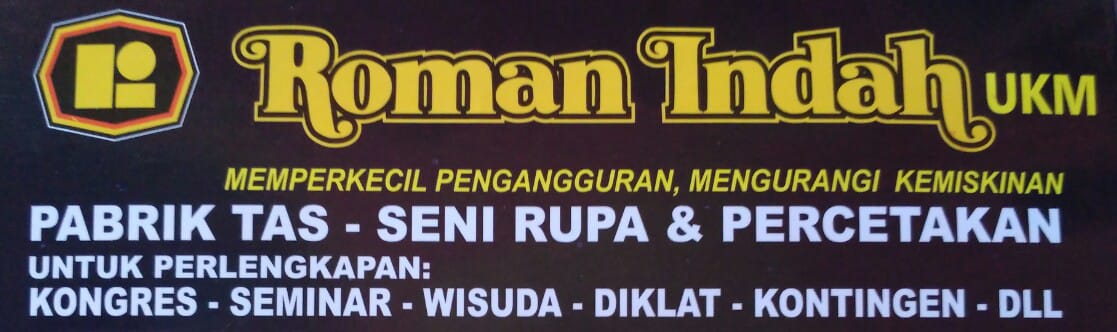 Roman Indah UKM
MEMPERKECIL PENGANGGURAN, MENGURANGI KEMISKINAN
PABRIK TAS - SENI RUPA & PERCETAKAN
UNTUK PERLENGKAPAN:
KONGRES - SEMINAR - WISUDA - DIKLAT - KONTINGEN - DLL